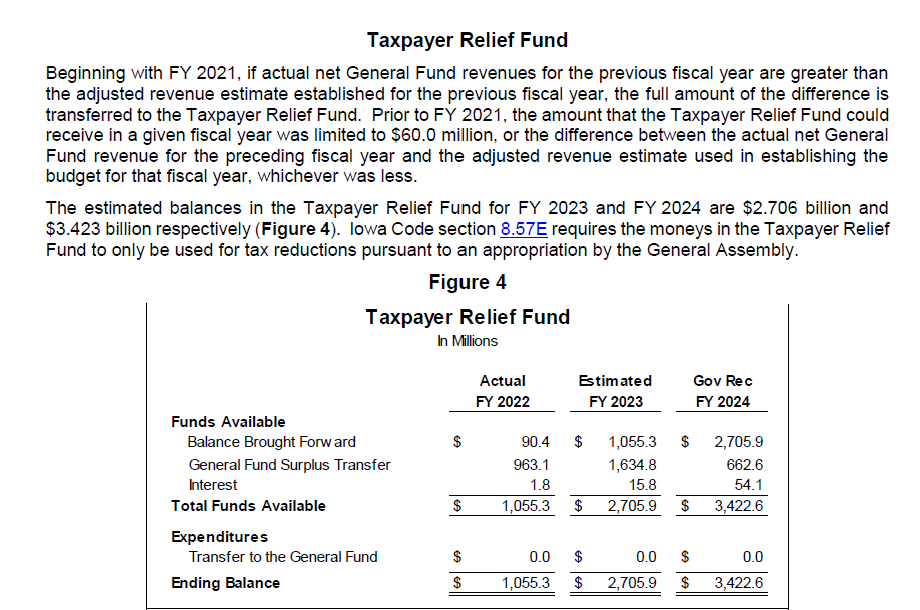 Taxpayer Relief Fund
Beginning with FY 2021, if actual net General Fund revenues for the previous fiscal year are greater than
the adjusted revenue estimate established for the previous fiscal year, the full amount of the difference is
transferred to the Taxpayer Relief Fund. Prior to FY 2021, the amount that the Taxpayer Relief Fund could
receive in a given fiscal year was limited to $60.0 million, or the difference between the actual net General
Fund revenue for the preceding fiscal year and the adjusted revenue estimate used in establishing the
budget for that fiscal year, whichever was less.
The estimated balances in the Taxpayer Relief Fund for FY 2023 and FY 2024 are $2.706 billion and
$3.423 billion respectively (Figure 4). Iowa Code section 8.57E requires the moneys in the Taxpayer Relief
Fund to only be used for tax reductions pursuant to an appropriation by the General Assembly.
Figure 4
Taxpayer Relief Fund
In Millions
Actual Estimated Gov Rec
FY 2022 FY 2023 FY 2024
Funds Available
Balance Brought Forward $ 90.4 $ 1,055.3 $ 2,705.9
General Fund Surplus Transfer 963.1 1,634.8 662.6
Interest 1.8 15.8 54.1
Total Funds Available $ 1,055.3 $ 2,705.9 $ 3,422.6
Expenditures
Transfer to the General Fund $ 0.0 $ 0.0 $ 0.0
Ending Balance $ 1,055.3 $ 2,705.9 $ 3,422.6